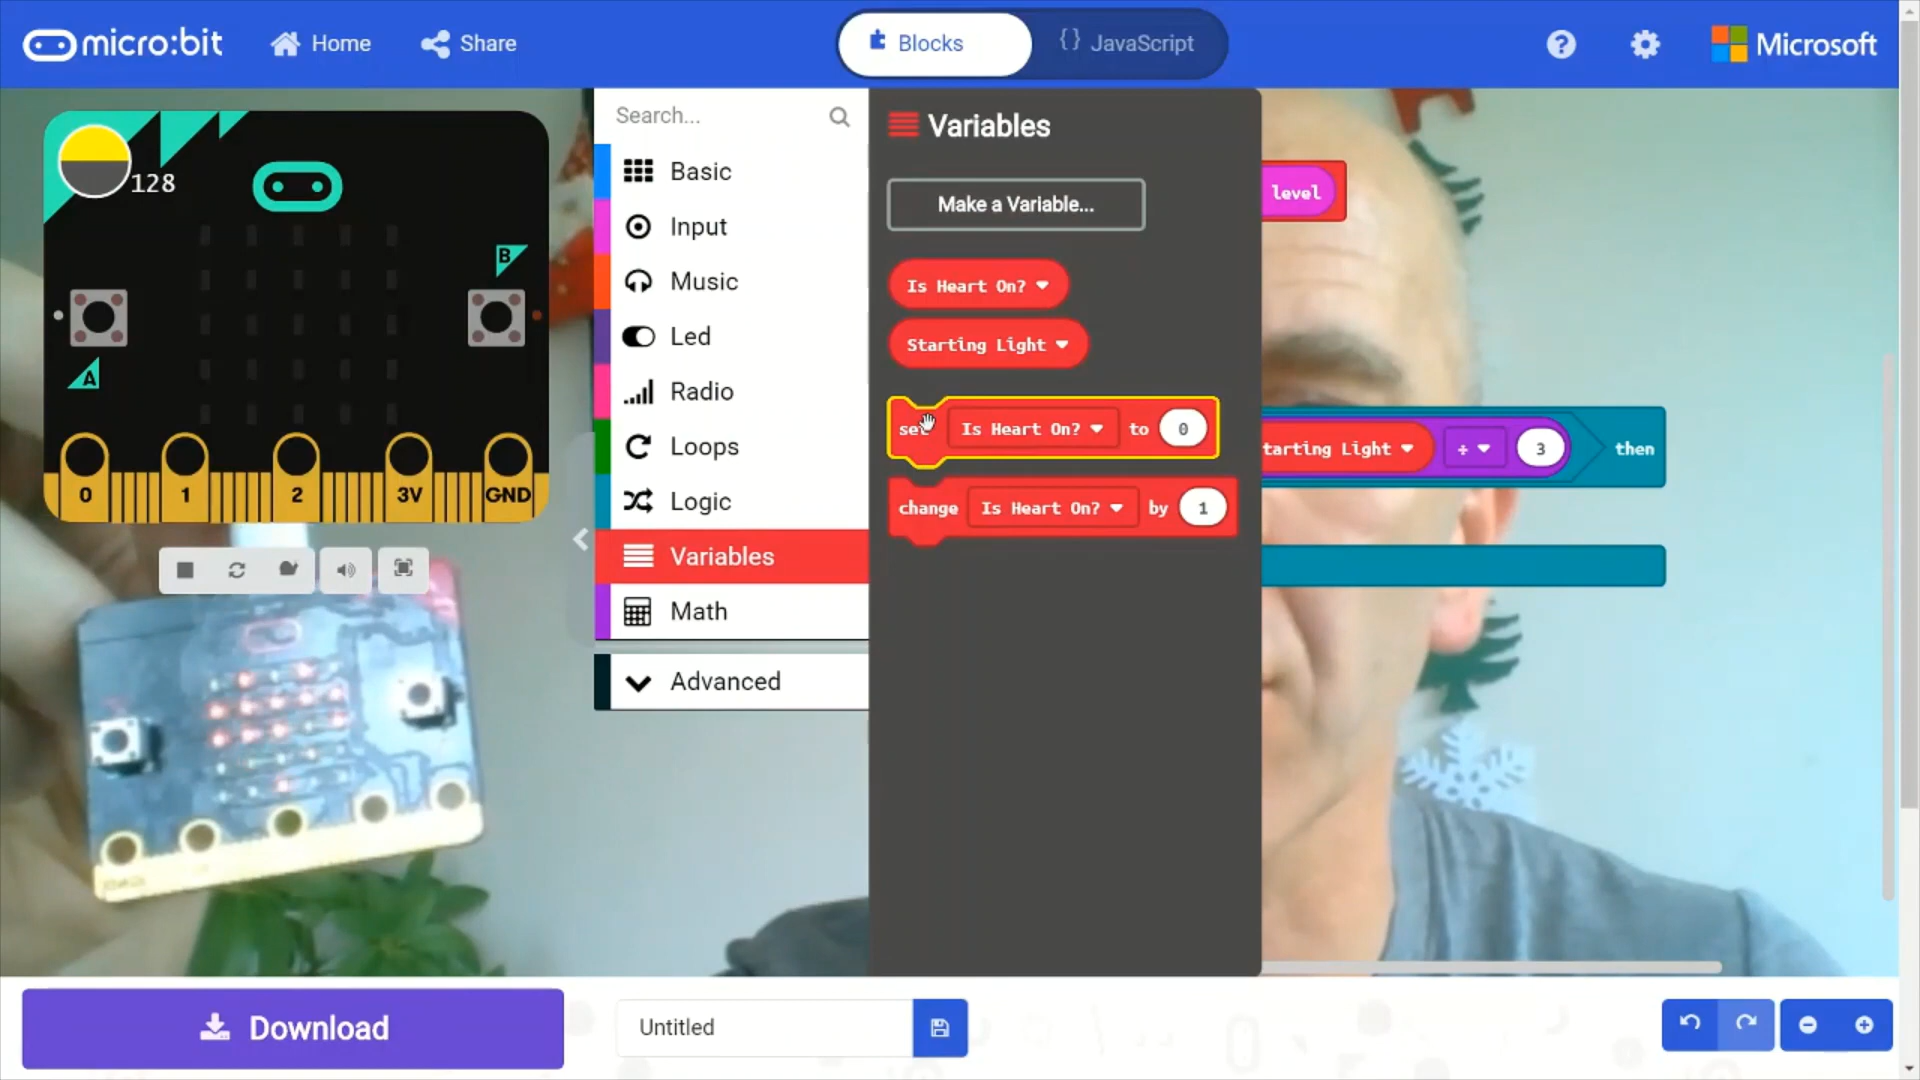 micro:bit
Home
Share
Blocks
{} JavaScript
?
Microsoft
128
B
A
0
1
2
3V
GND
Search...
Basic
Input
Music
Led
Radio
Loops
Logic
Variables
Math
Advanced
Variables
Make a Variable...
Is Heart On?
Starting Light
set Is Heart On? to 0
change Is Heart On? by 1
level
tarting Light ÷ 3 then
Download
Untitled